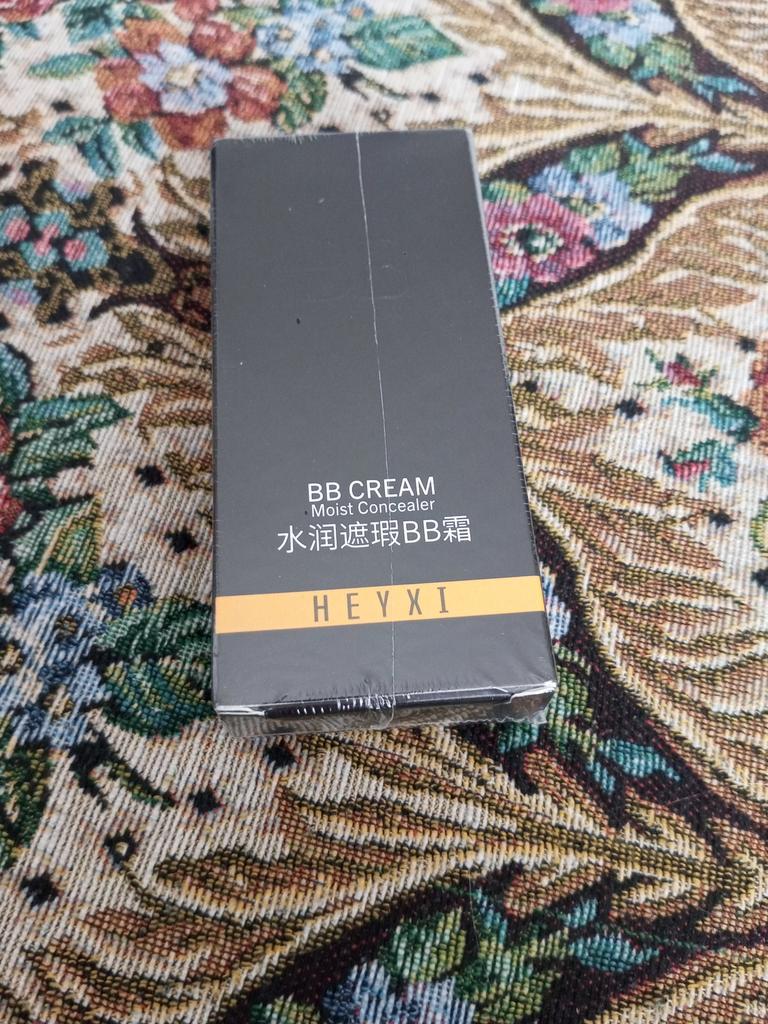 BB CREAM
Moist Concealer
水润遮瑕BB霜
HEYXI